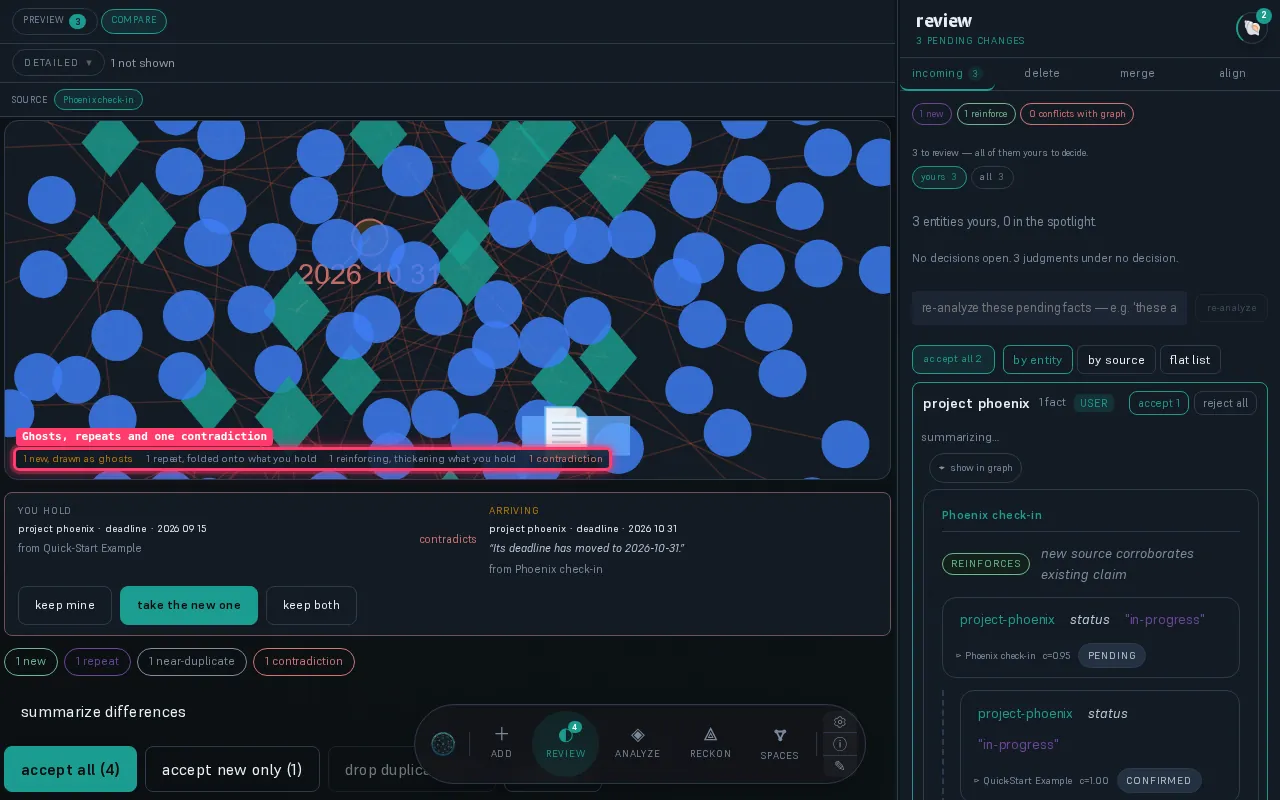 PREVIEW 3 COMPARE
DETAILED ▾ 1 not shown
SOURCE Phoenix check-in
2026 10 31
Ghosts, repeats and one contradiction
1 new, drawn as ghosts 1 repeat, folded onto what you hold 1 reinforcing, thickening what you hold 1 contradiction
YOU HOLD
project phoenix · deadline · 2026 09 15
from Quick-Start Example
contradicts
ARRIVING
project phoenix · deadline · 2026 10 31
"Its deadline has moved to 2026-10-31."
from Phoenix check-in
keep mine take the new one keep both
1 new 1 repeat 1 near-duplicate 1 contradiction
summarize differences
accept all (4) accept new only (1)
ADD
4
REVIEW
ANALYZE
RECKON
SPACES
review
3 PENDING CHANGES
2
incoming 3 delete merge align
1 new 1 reinforce 0 conflicts with graph
3 to review — all of them yours to decide.
yours 3 all 3
3 entities yours, 0 in the spotlight
No decisions open. 3 judgments under no decision.
re-analyze these pending facts — e.g. 'these a re-analyze
accept all 2 by entity by source flat list
project phoenix 1 fact USER accept 1 reject all
summarizing...
show in graph
Phoenix check-in
REINFORCES new source corroborates
existing claim
project-phoenix status "in-progress"
Phoenix check-in c=0.95 PENDING
project-phoenix status
"in-progress"
Quick-Start Example c=1.00 CONFIRMED